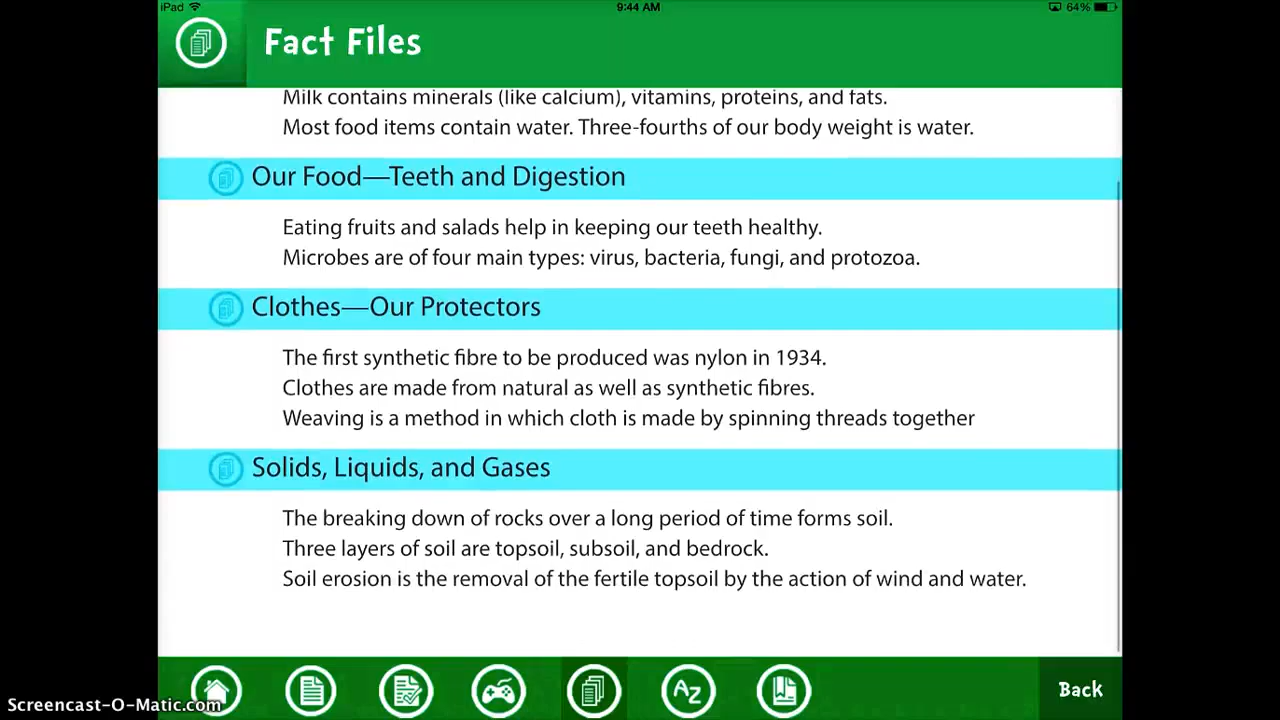 iPad
9:44 AM
64%
Fact Files
Milk contains minerals (like calcium), vitamins, proteins, and fats.
Most food items contain water. Three-fourths of our body weight is water.
Our Food—Teeth and Digestion
Eating fruits and salads help in keeping our teeth healthy.
Microbes are of four main types: virus, bacteria, fungi, and protozoa.
Clothes—Our Protectors
The first synthetic fibre to be produced was nylon in 1934.
Clothes are made from natural as well as synthetic fibres.
Weaving is a method in which cloth is made by spinning threads together
Solids, Liquids, and Gases
The breaking down of rocks over a long period of time forms soil.
Three layers of soil are topsoil, subsoil, and bedrock.
Soil erosion is the removal of the fertile topsoil by the action of wind and water.
AZ
Back
Screencast-O-Matic.com